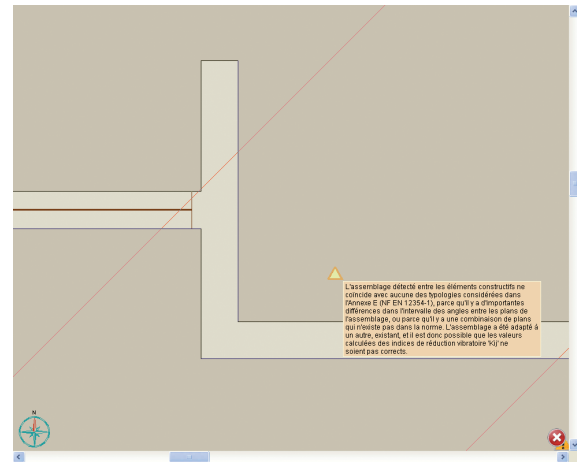 L'assemblage détecté entre les éléments constructifs ne
coïncide avec aucune des typologies considérées dans
l'Annexe E (NF EN 12354-1), parce qu'il y a d'importantes
différences dans l'intervalle des angles entre les plans de
l'assemblage, ou parce qu'il y a une combinaison de plans
qui n'existe pas dans la norme. L'assemblage a été adapté à
un autre, existant, et il est donc possible que les valeurs
calculées des indices de réduction vibratoire 'Kij' ne
soient pas corrects.
N